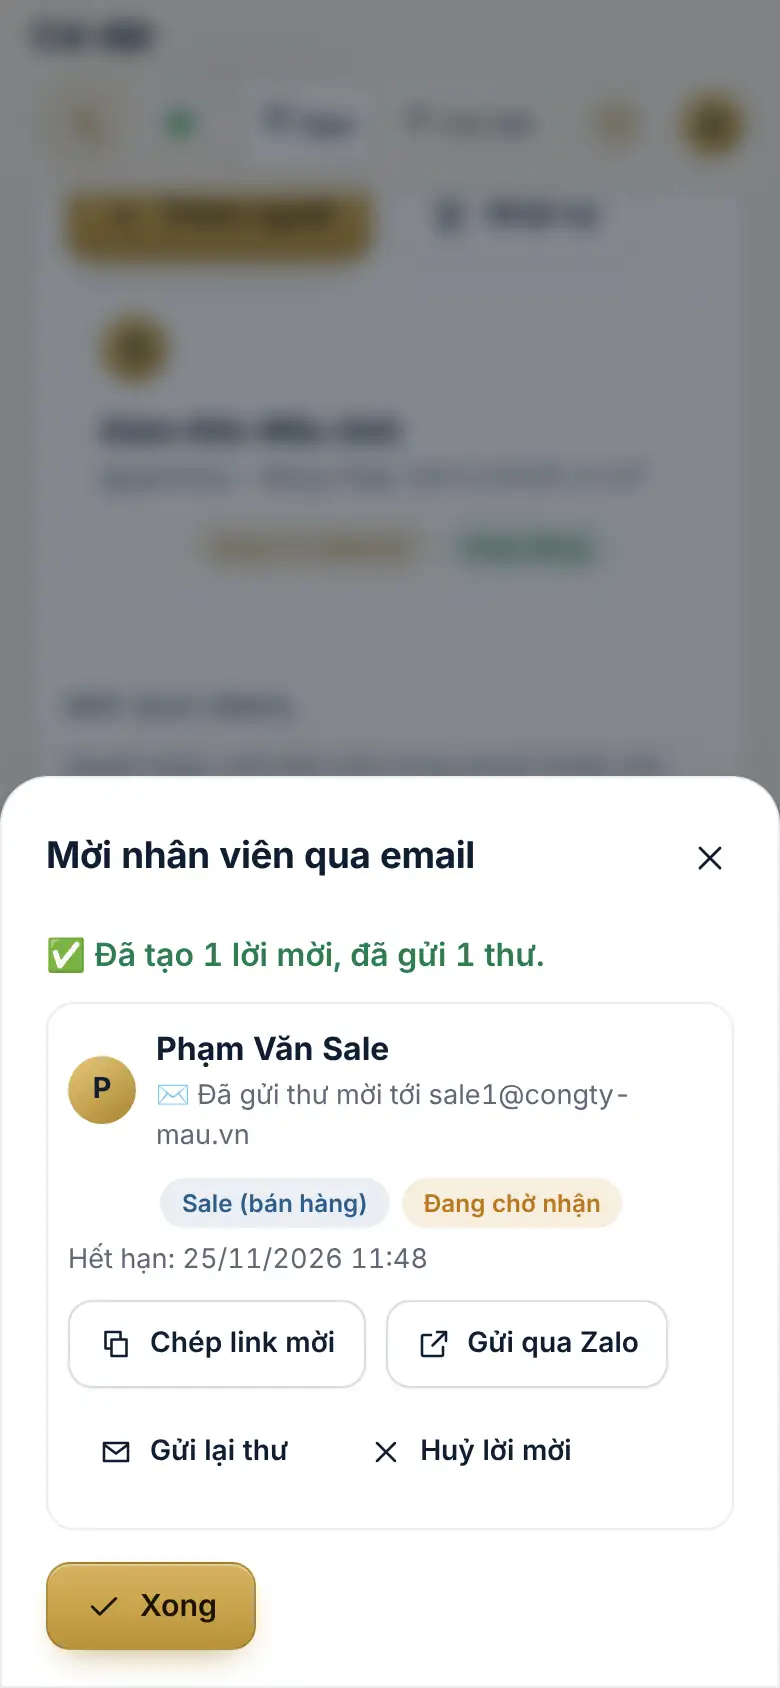 Mời nhân viên qua email
✅ Đã tạo 1 lời mời, đã gửi 1 thư.
P
Phạm Văn Sale
✉️ Đã gửi thư mời tới sale1@congty-
mau.vn
Sale (bán hàng)
Đang chờ nhận
Hết hạn: 25/11/2026 11:48
Chép link mời
Gửi qua Zalo
Gửi lại thư
Huỷ lời mời
Xong